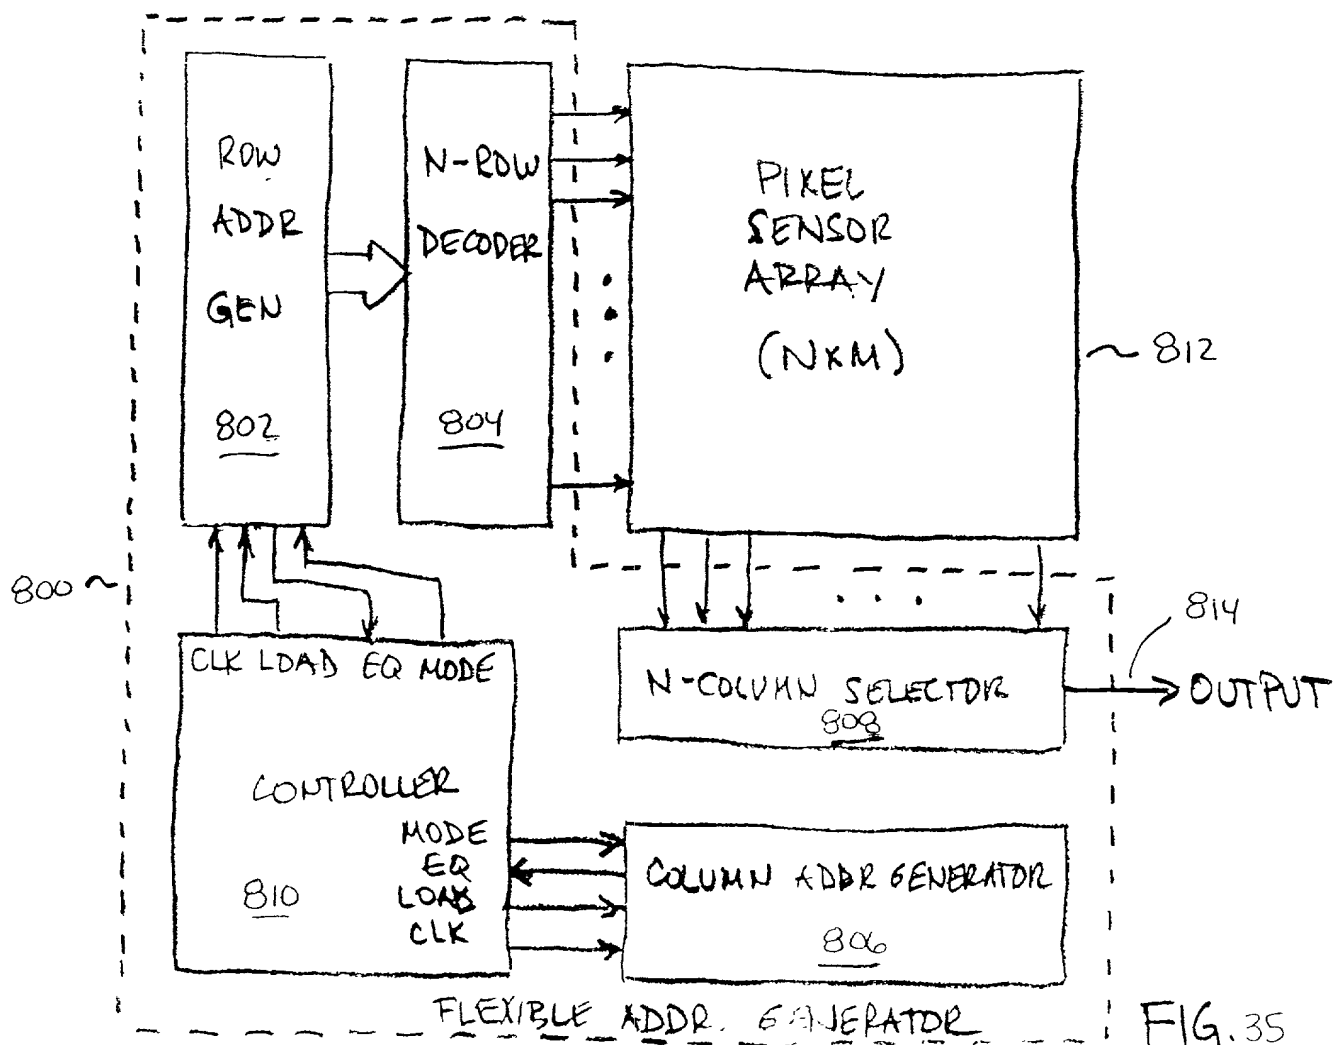 ROW
ADDR
GEN
802
N-ROW
DECODER
804
PIXEL
SENSOR
ARRAY
(NXM)
812
800
CLK LOAD EQ MODE
CONTROLLER
810
MODE
EQ
LOAD
CLK
N-COLUMN SELECTOR
808
814
OUTPUT
COLUMN ADDR GENERATOR
806
FLEXIBLE ADDR. GENERATOR
FIG. 35